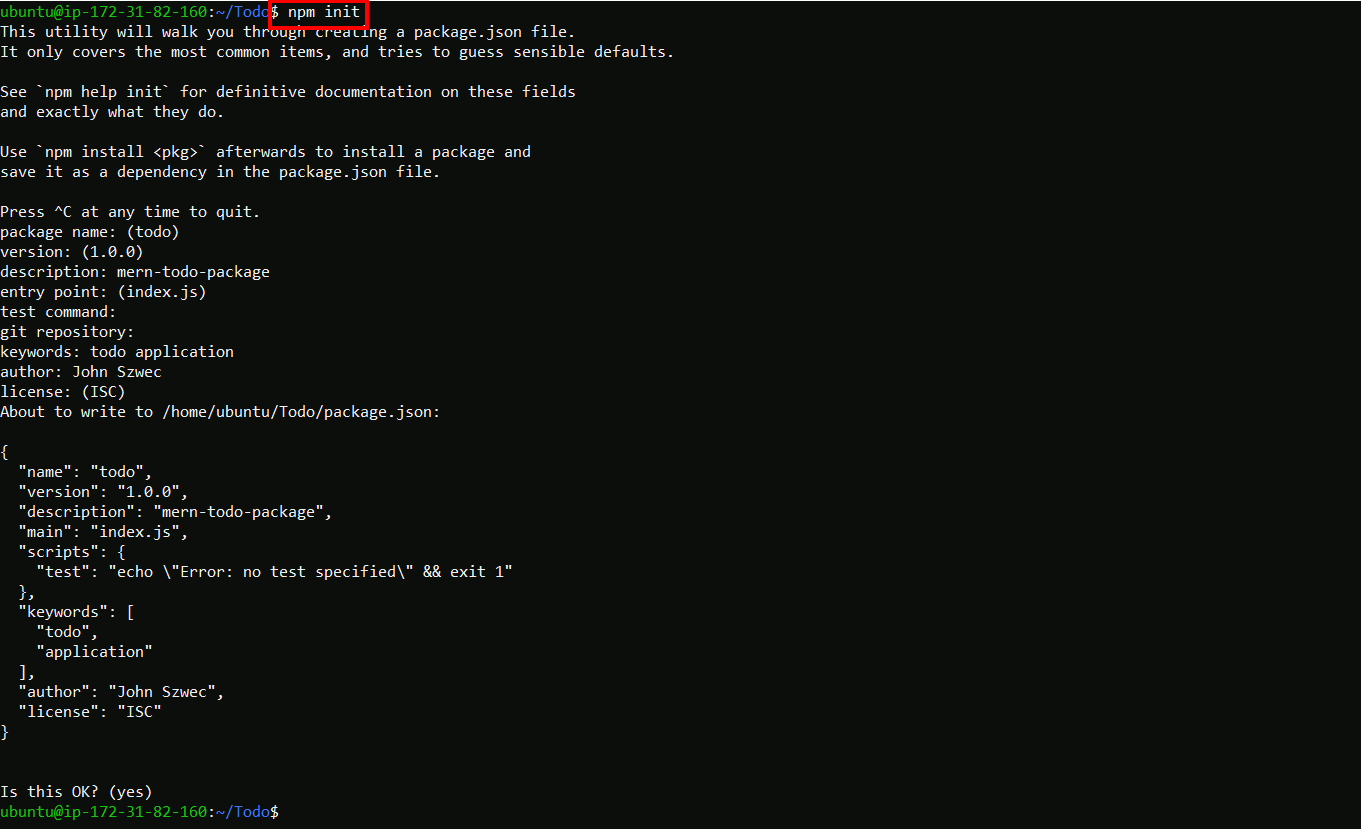 ubuntu@ip-172-31-82-160:~/Todo$ npm init
This utility will walk you through creating a package.json file.
It only covers the most common items, and tries to guess sensible defaults.

See `npm help init` for definitive documentation on these fields
and exactly what they do.

Use `npm install <pkg>` afterwards to install a package and
save it as a dependency in the package.json file.

Press ^C at any time to quit.
package name: (todo)
version: (1.0.0)
description: mern-todo-package
entry point: (index.js)
test command:
git repository:
keywords: todo application
author: John Szwec
license: (ISC)
About to write to /home/ubuntu/Todo/package.json:

{
  "name": "todo",
  "version": "1.0.0",
  "description": "mern-todo-package",
  "main": "index.js",
  "scripts": {
    "test": "echo \"Error: no test specified\" && exit 1"
  },
  "keywords": [
    "todo",
    "application"
  ],
  "author": "John Szwec",
  "license": "ISC"
}


Is this OK? (yes)
ubuntu@ip-172-31-82-160:~/Todo$